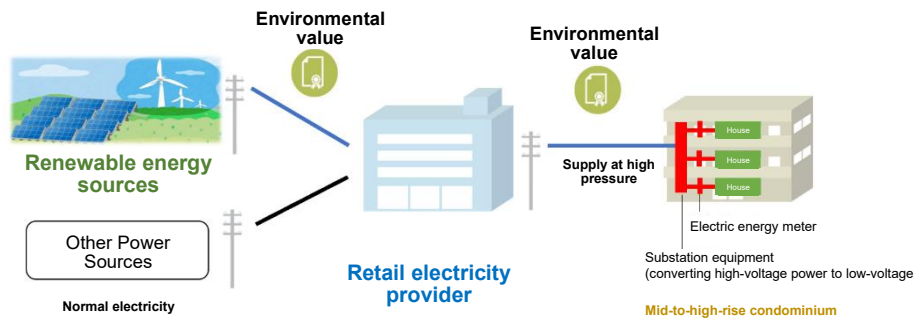 Environmental
value
Environmental
value
Renewable energy
sources
Other Power
Sources
Normal electricity
Retail electricity
provider
Supply at high
pressure
House
House
House
Electric energy meter
Substation equipment
(converting high-voltage power to low-voltage
Mid-to-high-rise condominium